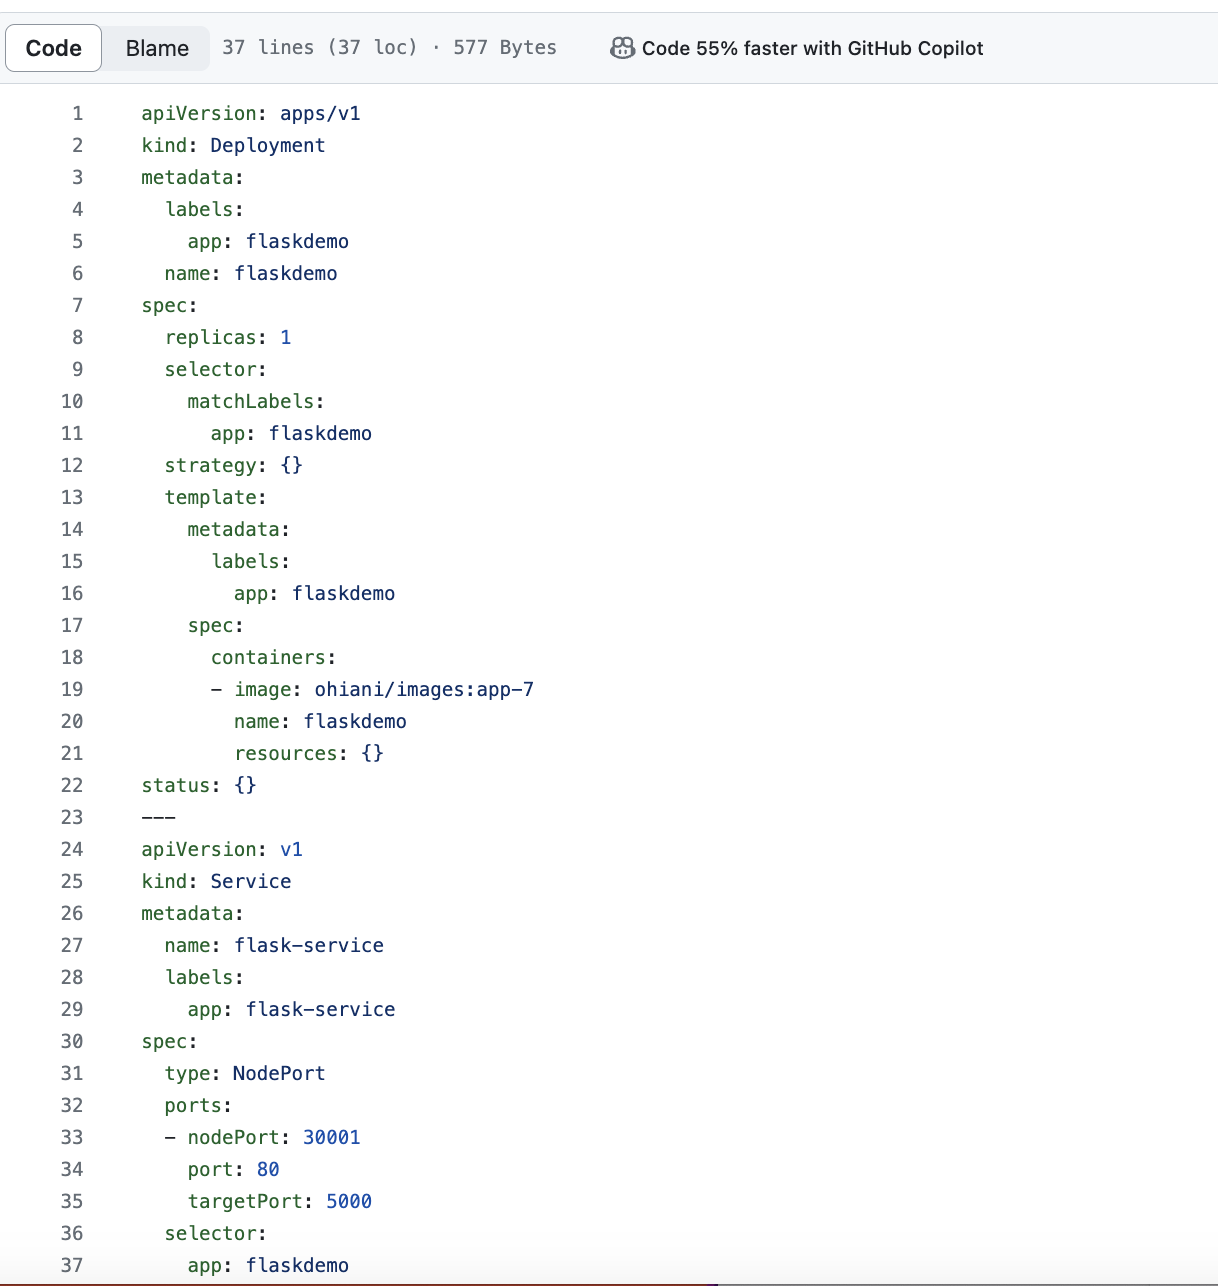 Code Blame 37 lines (37 loc) · 577 Bytes Code 55% faster with GitHub Copilot
1 apiVersion: apps/v1
2 kind: Deployment
3 metadata:
4   labels:
5     app: flaskdemo
6   name: flaskdemo
7 spec:
8   replicas: 1
9   selector:
10     matchLabels:
11       app: flaskdemo
12   strategy: {}
13   template:
14     metadata:
15       labels:
16         app: flaskdemo
17     spec:
18       containers:
19       - image: ohiani/images:app-7
20         name: flaskdemo
21         resources: {}
22 status: {}
23 ---
24 apiVersion: v1
25 kind: Service
26 metadata:
27   name: flask-service
28   labels:
29     app: flask-service
30 spec:
31   type: NodePort
32   ports:
33   - nodePort: 30001
34     port: 80
35     targetPort: 5000
36   selector:
37     app: flaskdemo